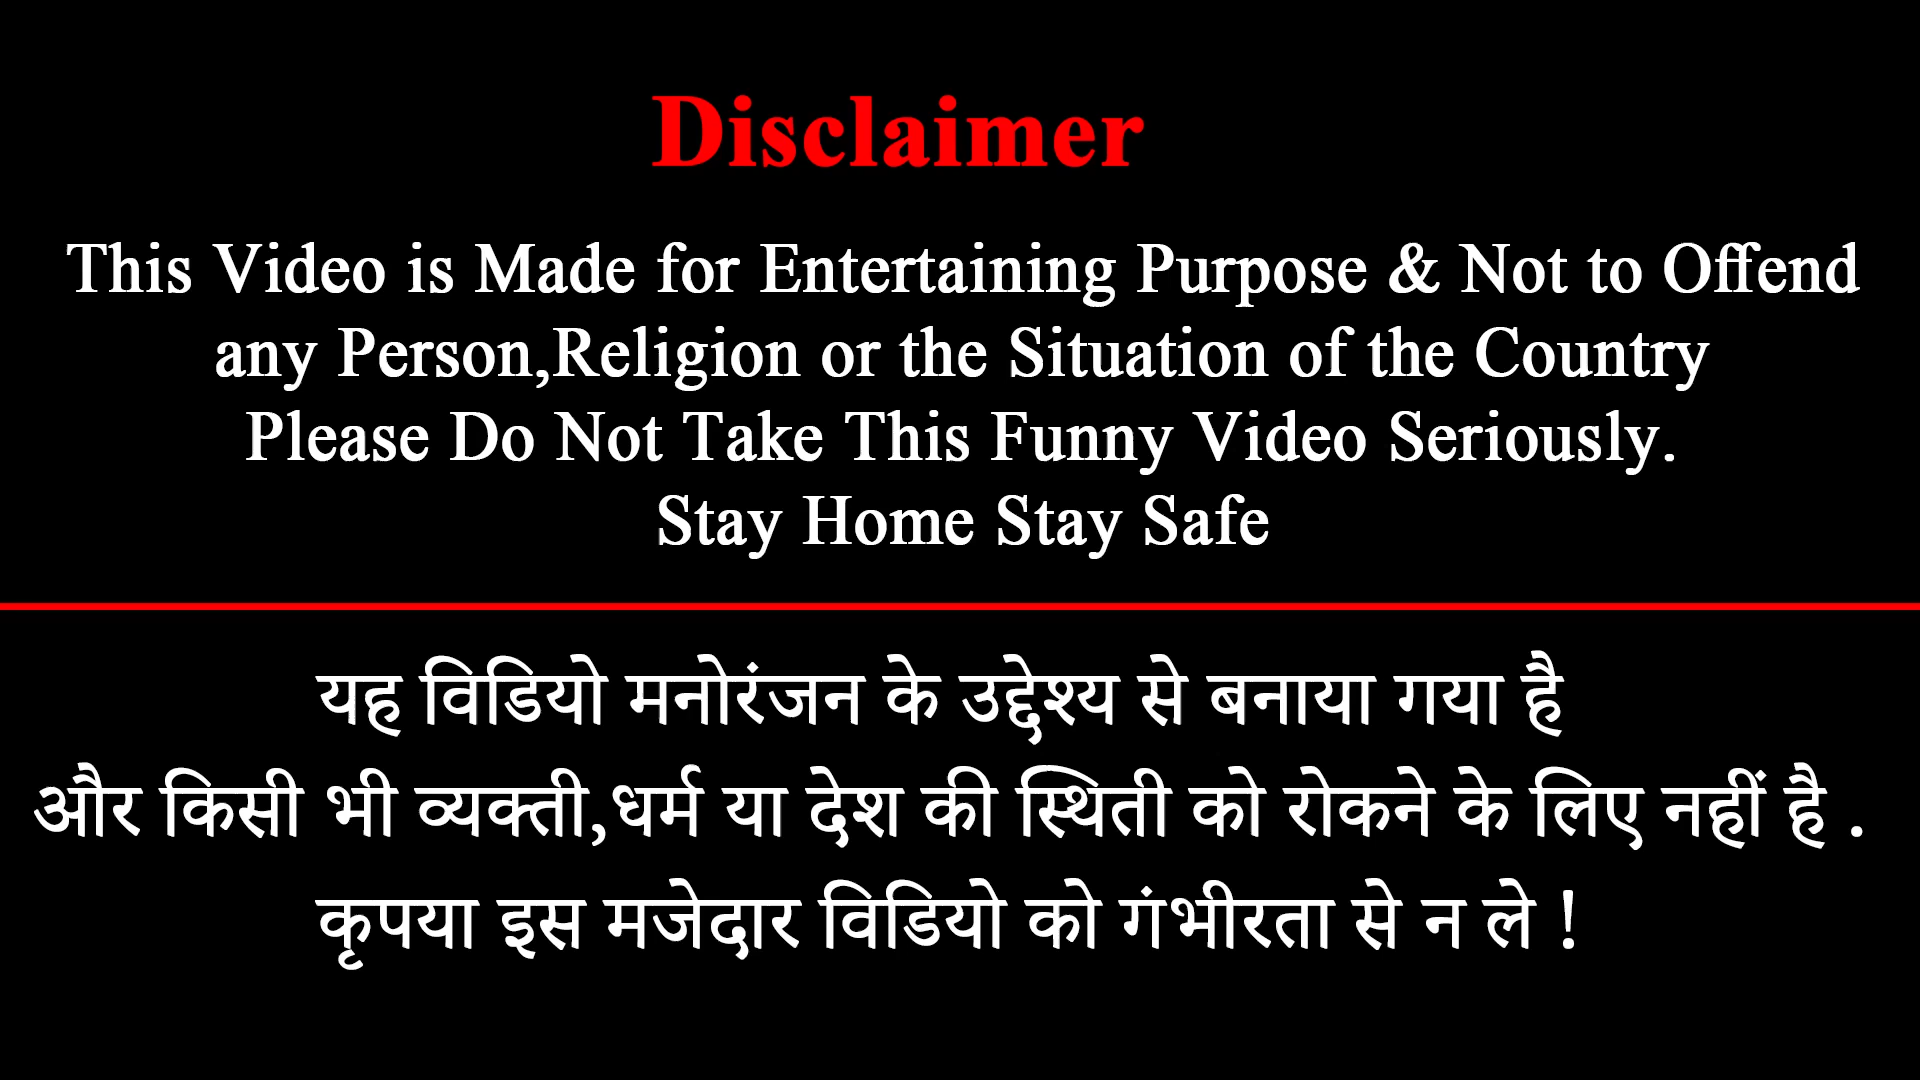 Disclaimer
This Video is Made for Entertaining Purpose & Not to Offend
any Person,Religion or the Situation of the Country
Please Do Not Take This Funny Video Seriously.
Stay Home Stay Safe
यह विडियो मनोरंजन के उद्देश्य से बनाया गया है
और किसी भी व्यक्ती,धर्म या देश की स्थिती को रोकने के लिए नहीं है .
कृपया इस मजेदार विडियो को गंभीरता से न ले !